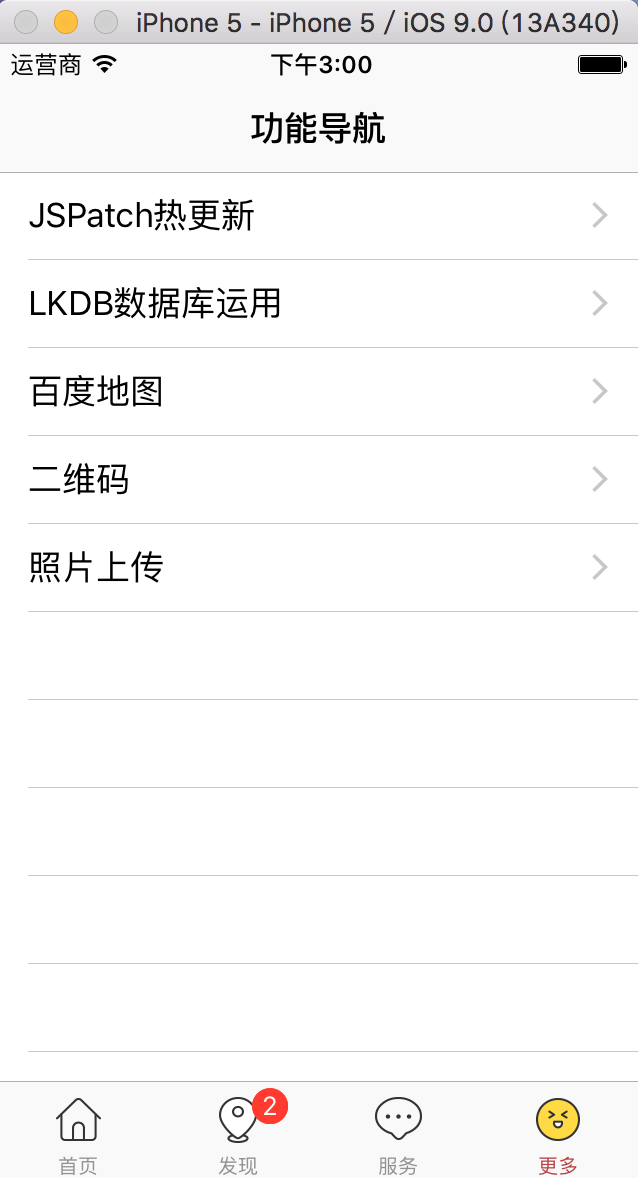 iPhone 5 - iPhone 5 / iOS 9.0 (13A340)
运营商 下午3:00
功能导航
JSPatch热更新
LKDB数据库运用
百度地图
二维码
照片上传
2
首页 发现 服务 更多